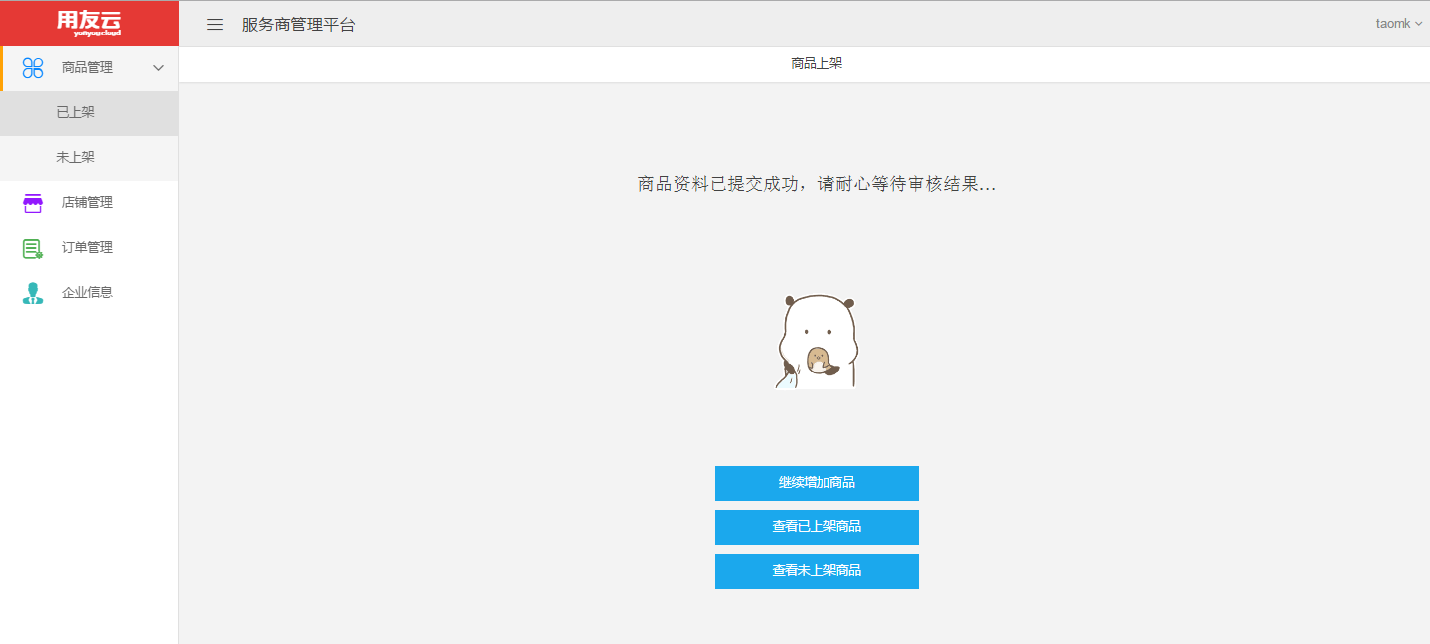 用友云
yonyou cloud
服务商管理平台
taomk
商品管理
已上架
未上架
店铺管理
订单管理
企业信息
商品上架
商品资料已提交成功，请耐心等待审核结果...
继续增加商品
查看已上架商品
查看未上架商品